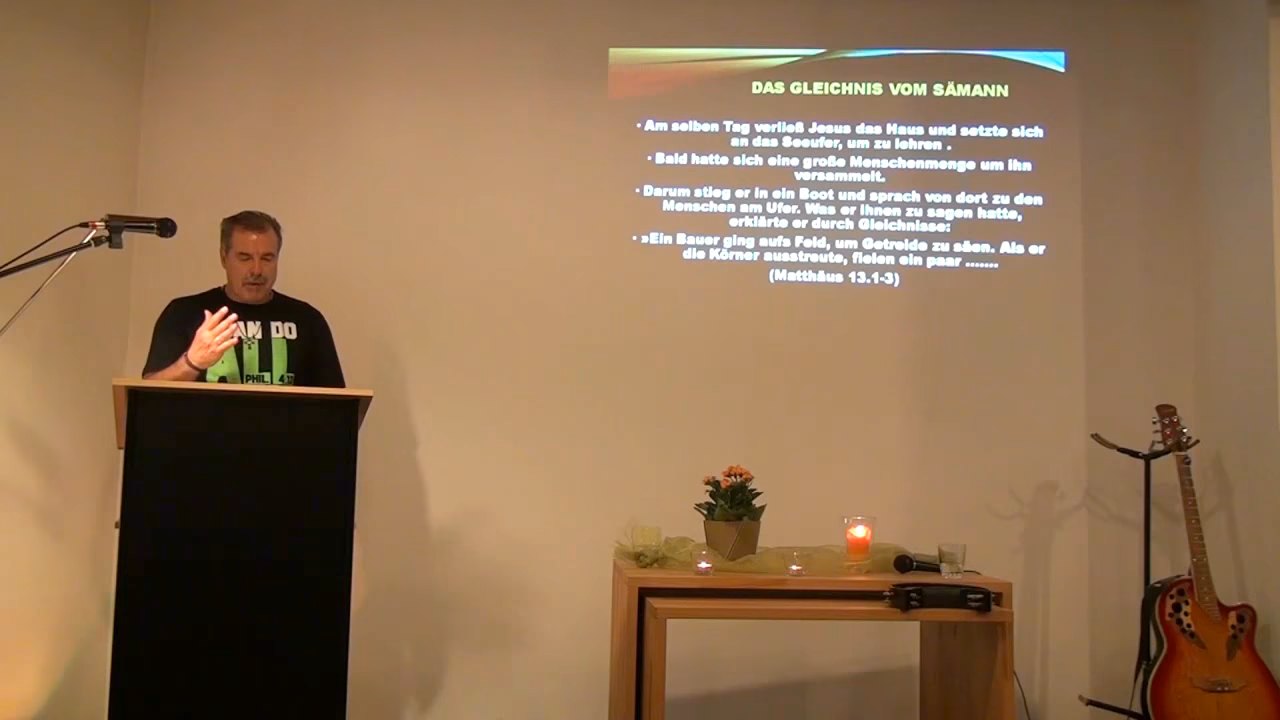 DAS GLEICHNIS VOM SÄMANN
• Am selben Tag verließ Jesus das Haus und setzte sich
an das Seeufer, um zu lehren .
• Bald hatte sich eine große Menschenmenge um ihn
versammelt.
• Darum stieg er in ein Boot und sprach von dort zu den
Menschen am Ufer. Was er ihnen zu sagen hatte,
erklärte er durch Gleichnisse:
• »Ein Bauer ging aufs Feld, um Getreide zu säen. Als er
die Körner ausstreute, fielen ein paar .......
(Matthäus 13.1-3)
DO
PHIL.